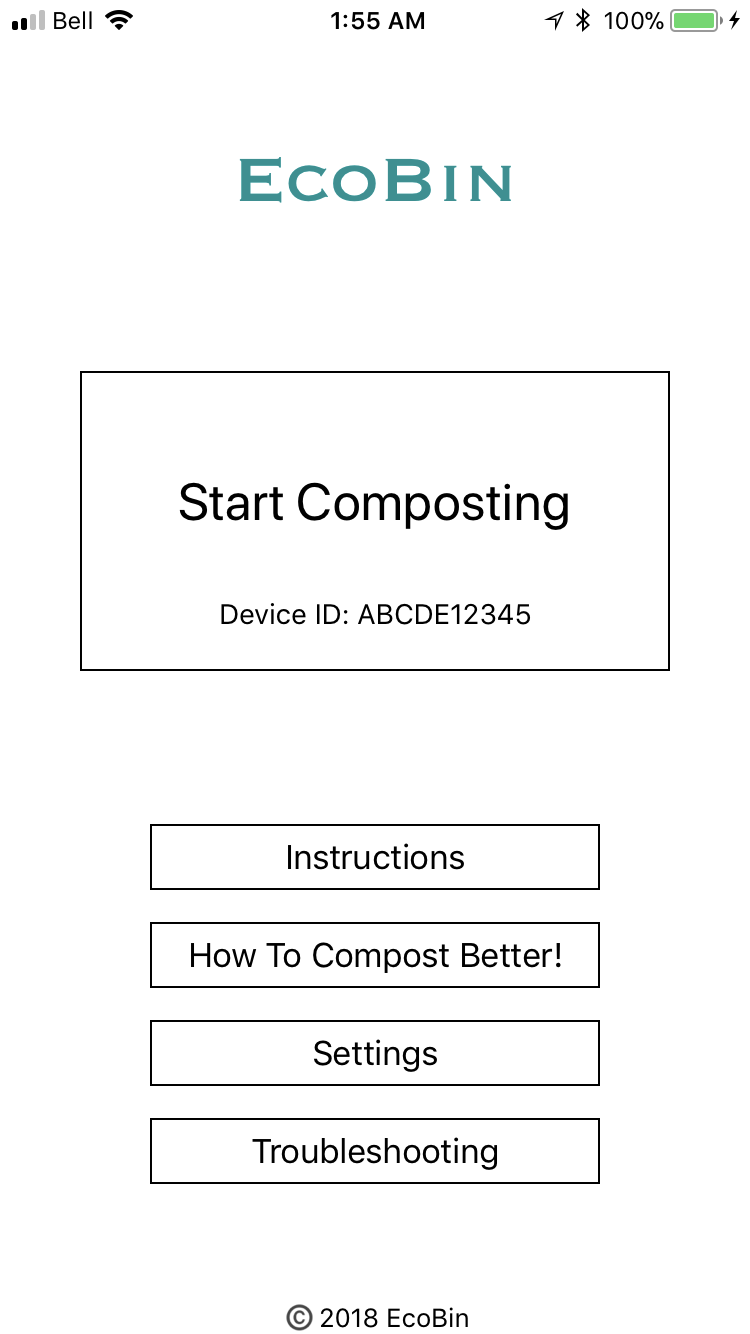 Bell 1:55 AM 100%
EcoBin
Start Composting
Device ID: ABCDE12345
Instructions
How To Compost Better!
Settings
Troubleshooting
© 2018 EcoBin